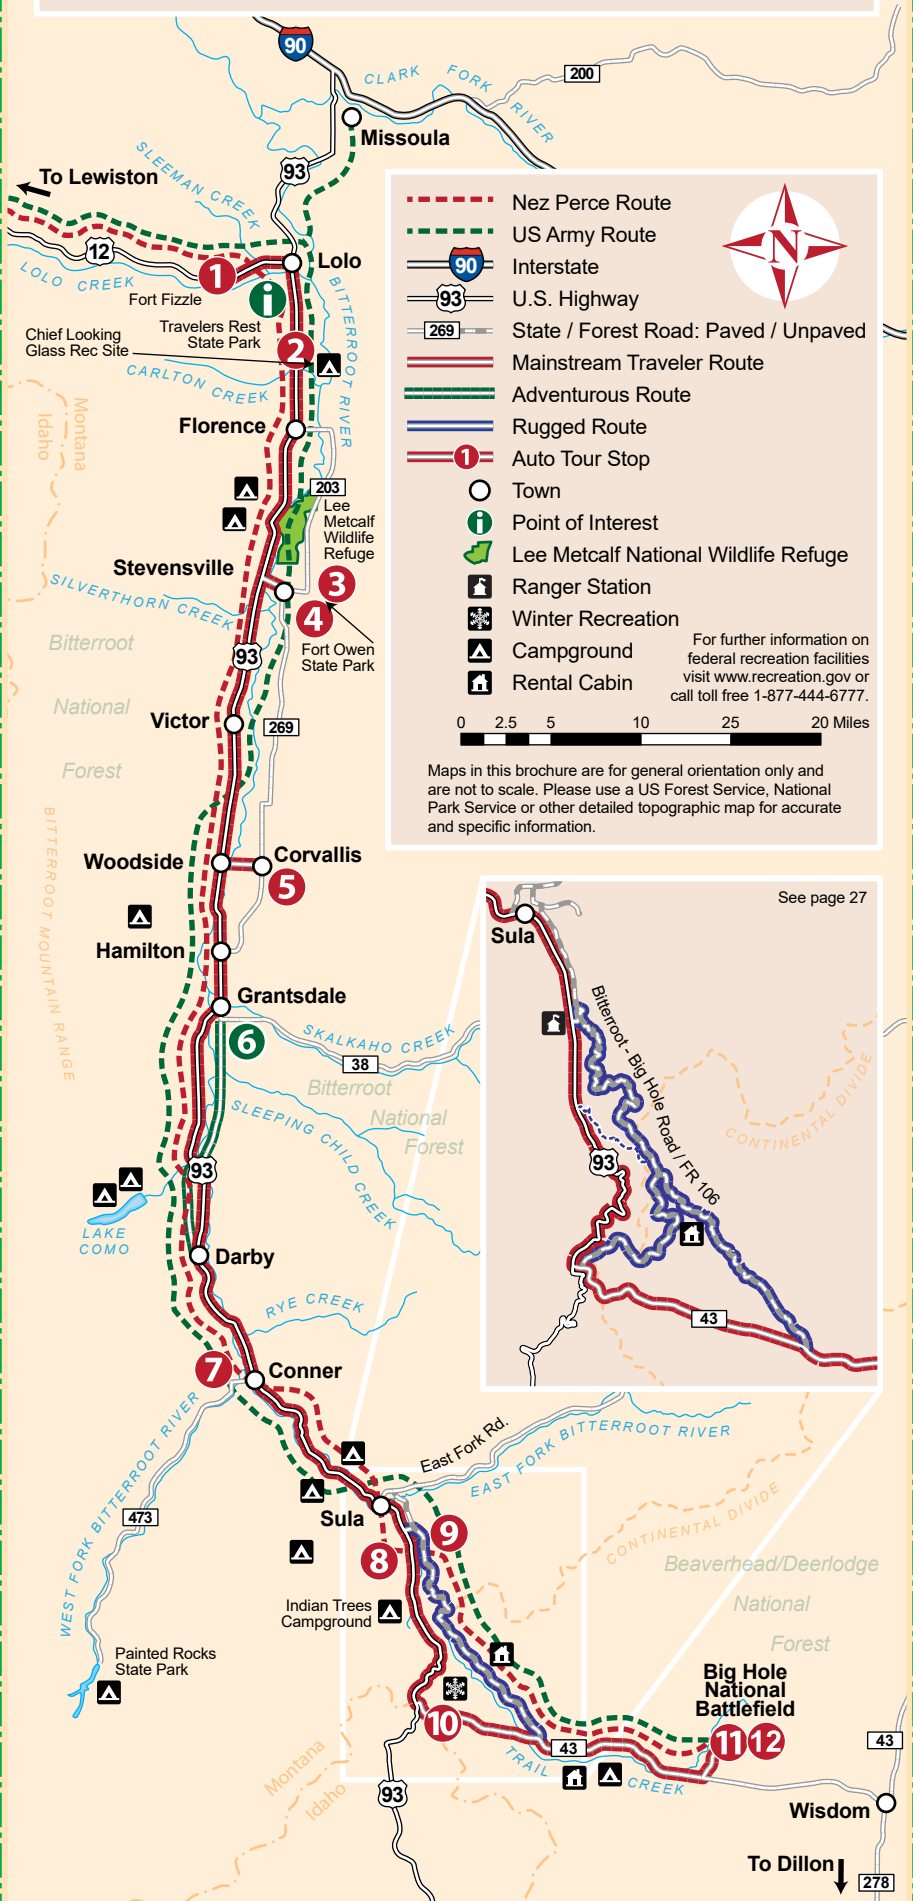 90
CLARK FORK RIVER
200
Missoula
SLEEMAN CREEK
93
To Lewiston
12
LOLO CREEK
1
Lolo
Fort Fizzle
i
Travelers Rest
State Park
Chief Looking
Glass Rec Site
2
BITTERROOT RIVER
CARLTON CREEK
Montana
Idaho
Florence
203
Lee
Metcalf
Wildlife
Refuge
Stevensville
3
4
SILVERTHORN CREEK
Fort Owen
State Park
Bitterroot
National
Forest
93
Victor
269
BITTERROOT MOUNTAIN RANGE
Woodside
Corvallis
5
Hamilton
Grantsdale
6
SKALKAHO CREEK
38
Bitterroot
National
Forest
SLEEPING CHILD CREEK
93
LAKE
COMO
Darby
RYE CREEK
7
Conner
WEST FORK BITTERROOT RIVER
473
East Fork Rd.
EAST FORK BITTERROOT RIVER
Sula
9
8
CONTINENTAL DIVIDE
Beaverhead/Deerlodge
National
Forest
Indian Trees
Campground
Painted Rocks
State Park
Big Hole
National
Battlefield
10
11
12
43
43
TRAIL CREEK
Montana
Idaho
93
Wisdom
To Dillon
278
Nez Perce Route
US Army Route
90
Interstate
93
U.S. Highway
269
State / Forest Road: Paved / Unpaved
Mainstream Traveler Route
Adventurous Route
Rugged Route
1
Auto Tour Stop
Town
i
Point of Interest
Lee Metcalf National Wildlife Refuge
Ranger Station
Winter Recreation
Campground
Rental Cabin
N
For further information on
federal recreation facilities
visit www.recreation.gov or
call toll free 1-877-444-6777.
0 2.5 5 10 25 20 Miles
Maps in this brochure are for general orientation only and
are not to scale. Please use a US Forest Service, National
Park Service or other detailed topographic map for accurate
and specific information.
See page 27
Sula
Bitterroot - Big Hole Road / FR 106
CONTINENTAL DIVIDE
93
43